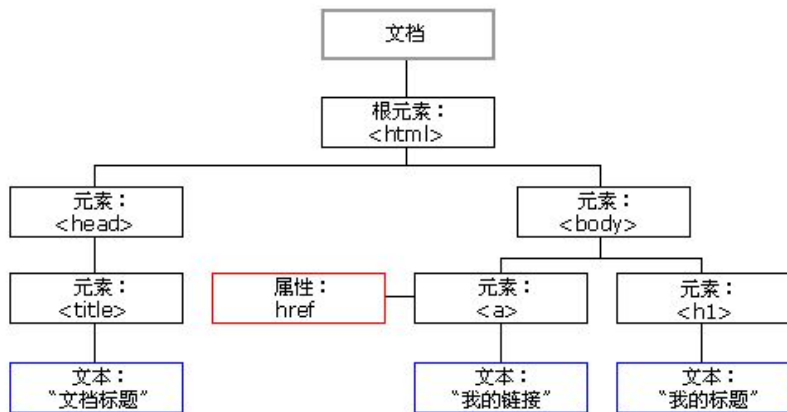 文档
根元素：
<html>
元素：
<head>
元素：
<body>
元素：
<title>
属性：
href
元素：
<a>
元素：
<h1>
文本：
“文档标题”
文本：
“我的链接”
文本：
“我的标题”